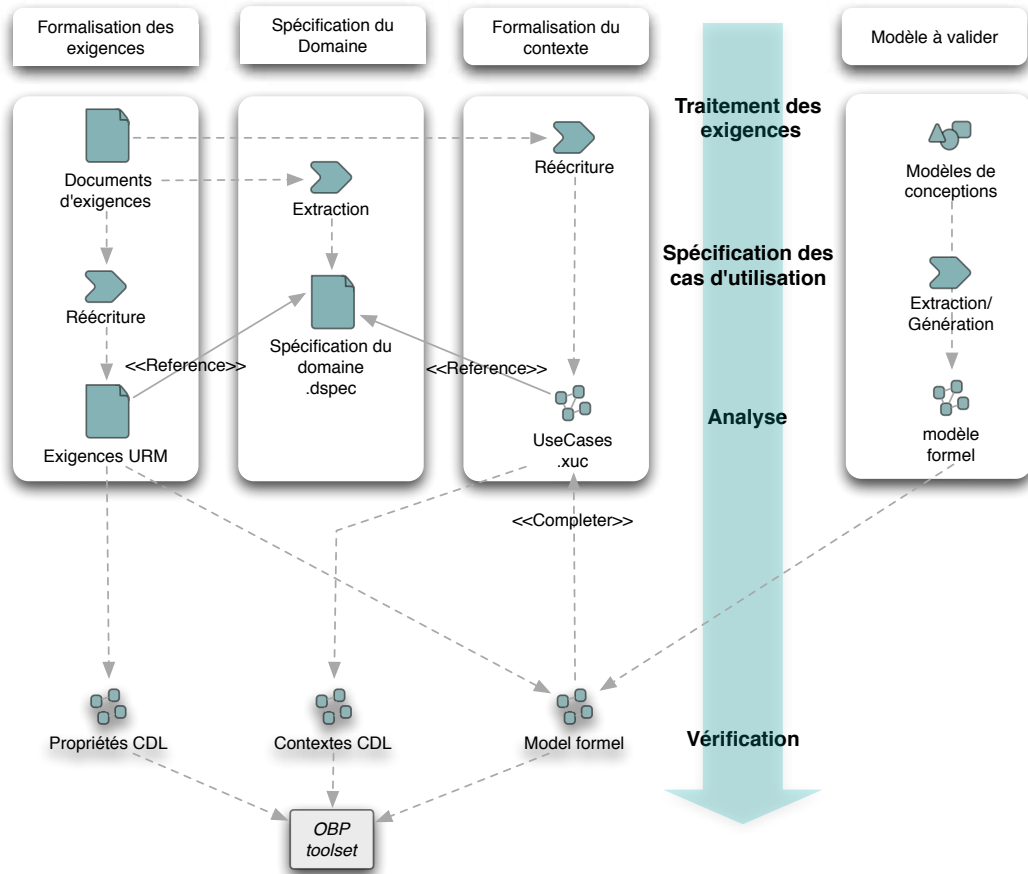 Formalisation des
exigences
Spécification du
Domaine
Formalisation du
contexte
Modèle à valider
Traitement des
exigences
Documents
d'exigences
Extraction
Réécriture
Modèles de
conceptions
Réécriture
Spécification des
cas d'utilisation
Extraction/
Génération
<<Reference>>
Spécification du
domaine
.dspec
<<Reference>>
Analyse
Exigences URM
UseCases
.xuc
modèle
formel
<<Completer>>
Propriétés CDL
Contextes CDL
Model formel
Vérification
OBP
toolset